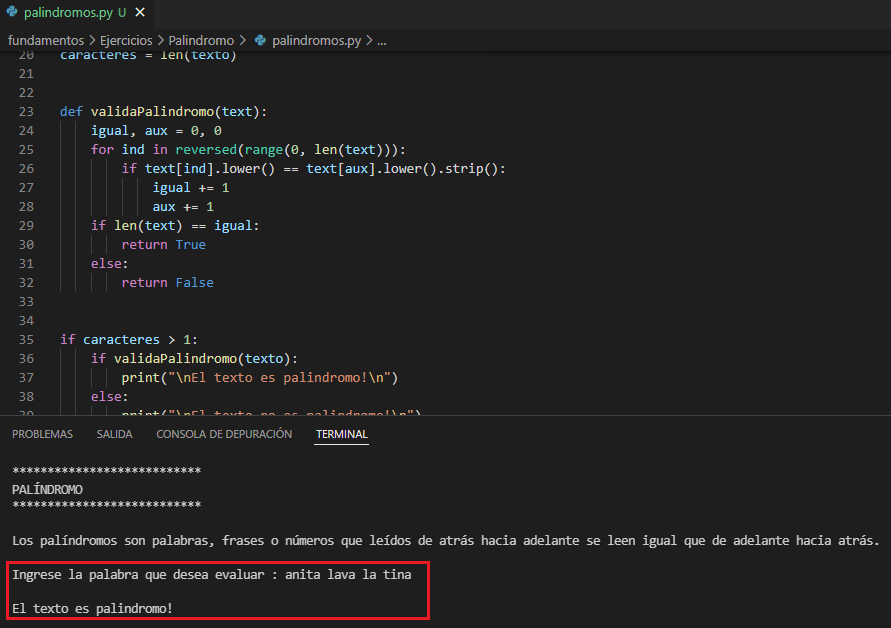 palindromos.py U
fundamentos > Ejercicios > Palindromo > palindromos.py > ...
20 caracteres = len(texto)
21
22
23 def validaPalindromo(text):
24     igual, aux = 0, 0
25     for ind in reversed(range(0, len(text))):
26         if text[ind].lower() == text[aux].lower().strip():
27             igual += 1
28             aux += 1
29     if len(text) == igual:
30         return True
31     else:
32         return False
33
34
35 if caracteres > 1:
36     if validaPalindromo(texto):
37         print("\nEl texto es palindromo!\n")
38     else:
39         print("\nEl texto no es palindromo!\n")
PROBLEMAS SALIDA CONSOLA DE DEPURACIÓN TERMINAL
***************************
PALÍNDROMO
***************************
Los palíndromos son palabras, frases o números que leídos de atrás hacia adelante se leen igual que de adelante hacia atrás.
Ingrese la palabra que desea evaluar : anita lava la tina
El texto es palindromo!